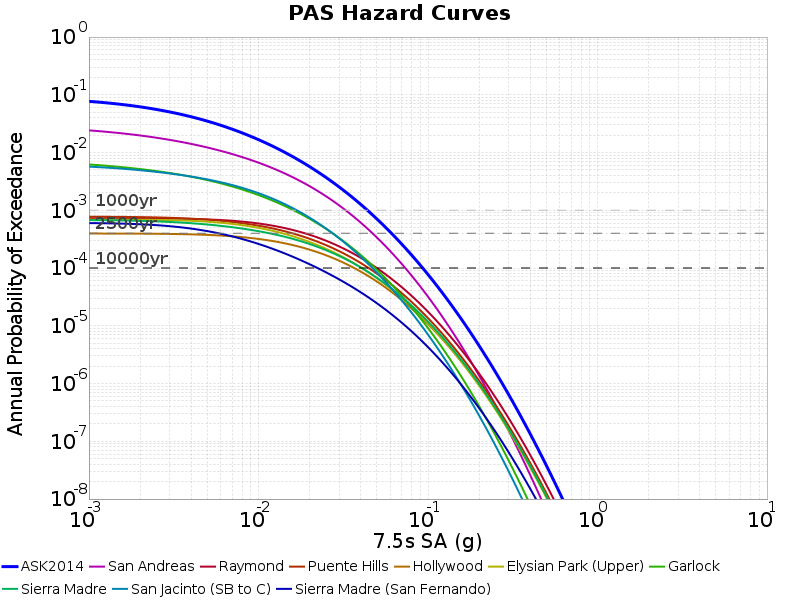 PAS Hazard Curves
Annual Probability of Exceedance
10^0
10^-1
10^-2
10^-3
10^-4
10^-5
10^-6
10^-7
10^-8
1000yr
2500yr
10000yr
10^-3 10^-2 10^-1 10^0 10^1
7.5s SA (g)
ASK2014 San Andreas Raymond Puente Hills Hollywood Elysian Park (Upper) Garlock
Sierra Madre San Jacinto (SB to C) Sierra Madre (San Fernando)